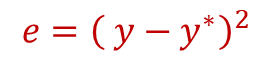 e = ( y − y*)²